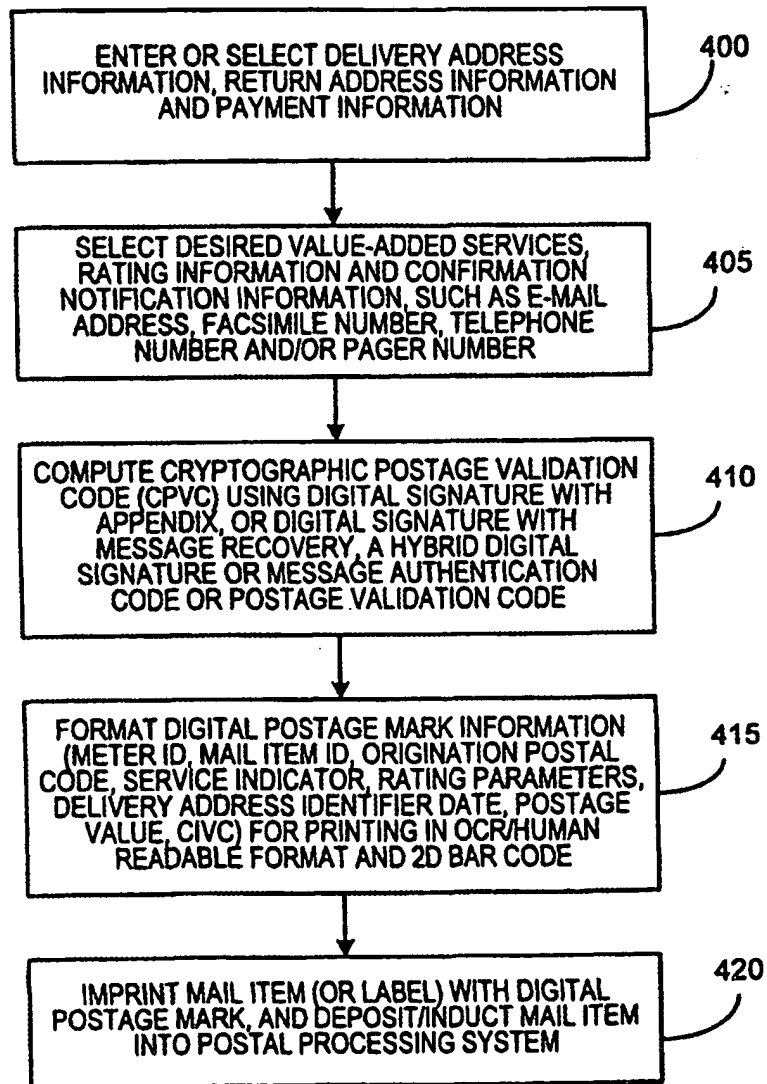 ENTER OR SELECT DELIVERY ADDRESS
INFORMATION, RETURN ADDRESS INFORMATION
AND PAYMENT INFORMATION
400
SELECT DESIRED VALUE-ADDED SERVICES,
RATING INFORMATION AND CONFIRMATION
NOTIFICATION INFORMATION, SUCH AS E-MAIL
ADDRESS, FACSIMILE NUMBER, TELEPHONE
NUMBER AND/OR PAGER NUMBER
405
COMPUTE CRYPTOGRAPHIC POSTAGE VALIDATION
CODE (CPVC) USING DIGITAL SIGNATURE WITH
APPENDIX, OR DIGITAL SIGNATURE WITH
MESSAGE RECOVERY, A HYBRID DIGITAL
SIGNATURE OR MESSAGE AUTHENTICATION
CODE OR POSTAGE VALIDATION CODE
410
FORMAT DIGITAL POSTAGE MARK INFORMATION
(METER ID, MAIL ITEM ID, ORIGINATION POSTAL
CODE, SERVICE INDICATOR, RATING PARAMETERS,
DELIVERY ADDRESS IDENTIFIER DATE, POSTAGE
VALUE, CIVC) FOR PRINTING IN OCR/HUMAN
READABLE FORMAT AND 2D BAR CODE
415
IMPRINT MAIL ITEM (OR LABEL) WITH DIGITAL
POSTAGE MARK, AND DEPOSIT/INDUCT MAIL ITEM
INTO POSTAL PROCESSING SYSTEM
420